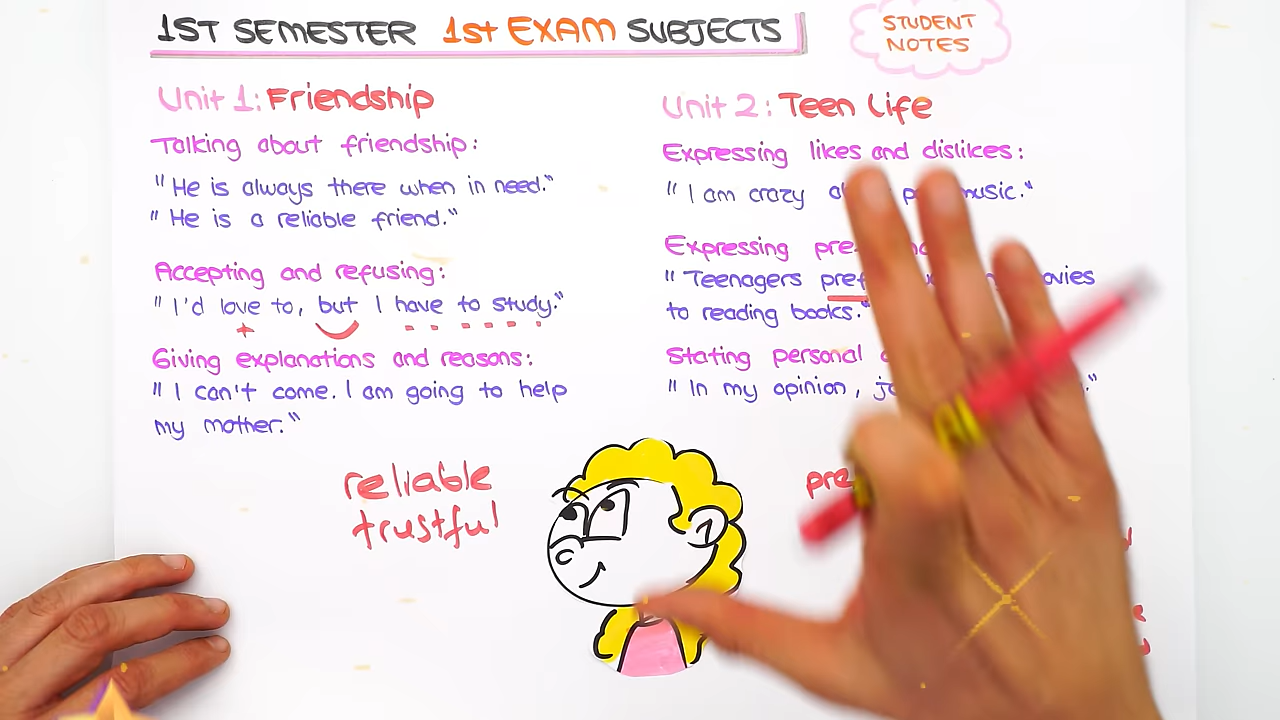 1ST SEMESTER 1st EXAM SUBJECTS
STUDENT
NOTES
Unit 1: Friendship
Talking about friendship:
"He is always there when in need."
"He is a reliable friend."
Accepting and refusing:
"I'd love to, but I have to study."
Giving explanations and reasons:
"I can't come. I am going to help
my mother."
reliable
trustful
Unit 2: Teen Life
Expressing likes and dislikes:
"I am crazy music."
Expressing
"Teenagers
to reading books."
Stating personal
"In my opinion,